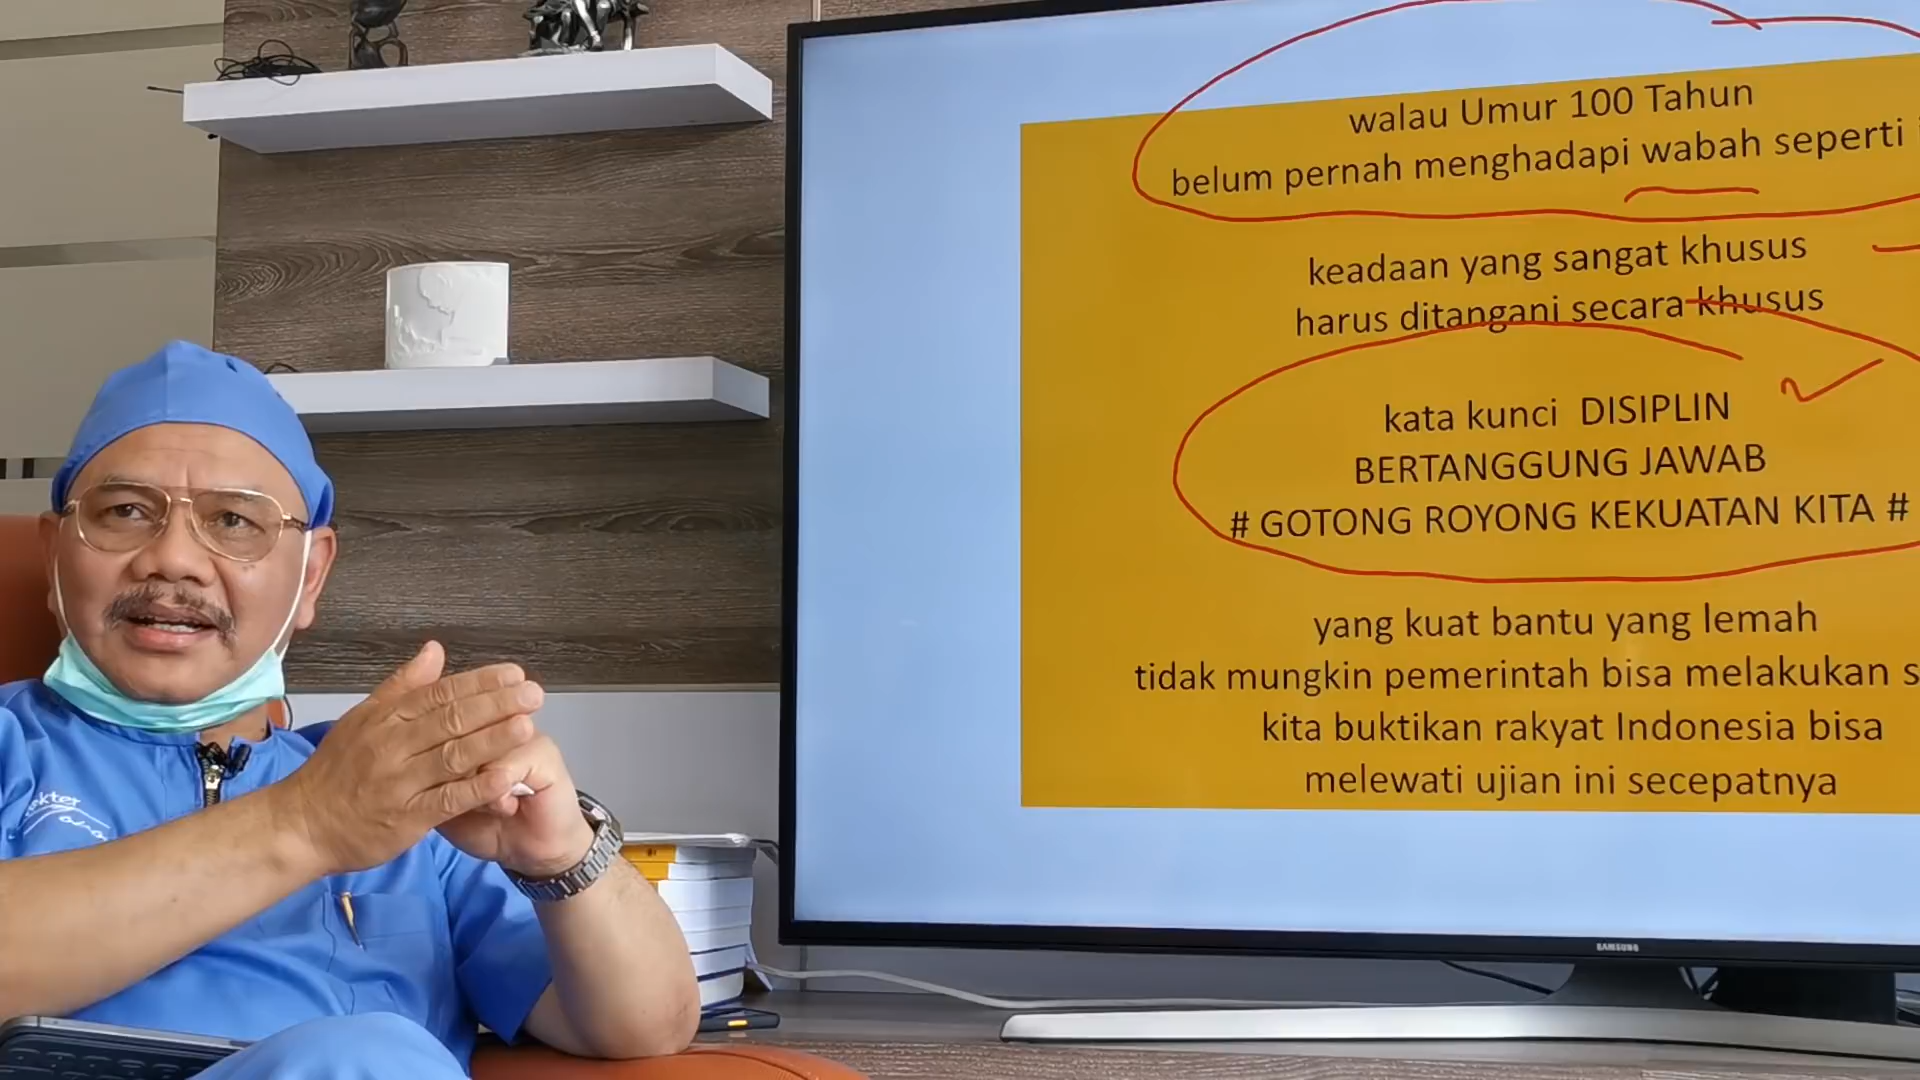 walau Umur 100 Tahun
belum pernah menghadapi wabah seperti
keadaan yang sangat khusus
harus ditangani secara khusus
kata kunci DISIPLIN
BERTANGGUNG JAWAB
# GOTONG ROYONG KEKUATAN KITA #
yang kuat bantu yang lemah
tidak mungkin pemerintah bisa melakukan
kita buktikan rakyat Indonesia bisa
melewati ujian ini secepatnya
SAMSUNG